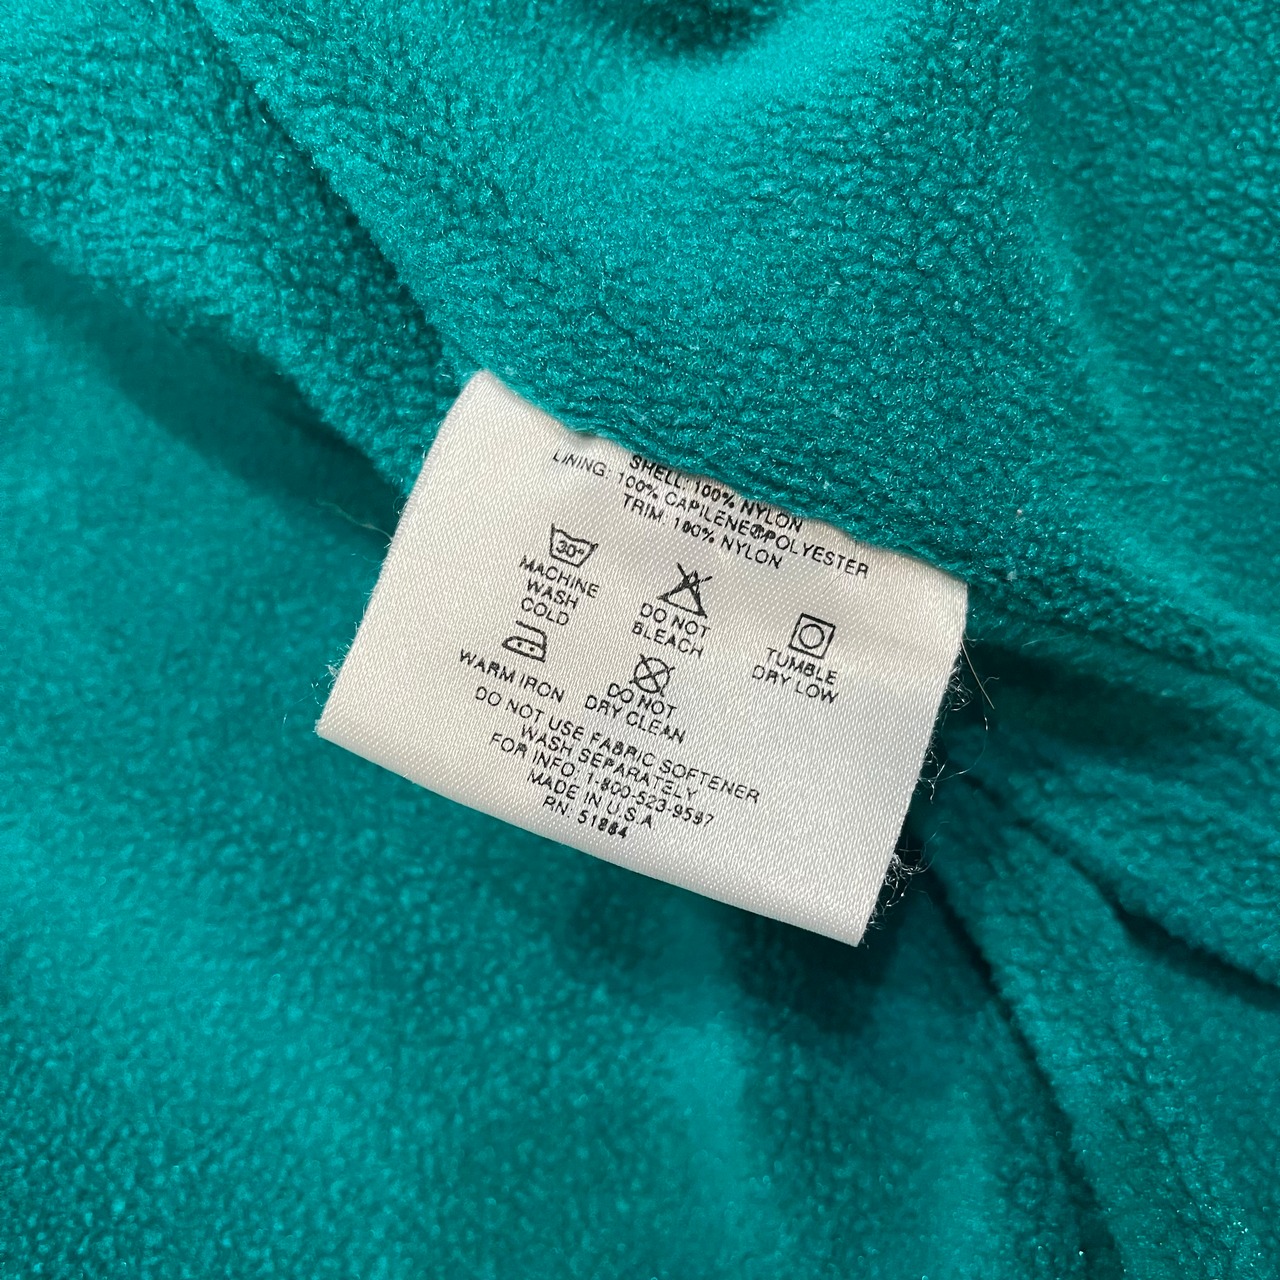 SHELL: 100% NYLON
LINING: 100% CAPILENE® POLYESTER
TRIM: 100% NYLON
30°
MACHINE
WASH
COLD
DO NOT
BLEACH
TUMBLE
DRY LOW
WARM IRON
DO NOT
DRY CLEAN
DO NOT USE FABRIC SOFTENER
WASH SEPARATELY
FOR INFO. 1-800-523-9597
MADE IN U.S.A
RN: 51884